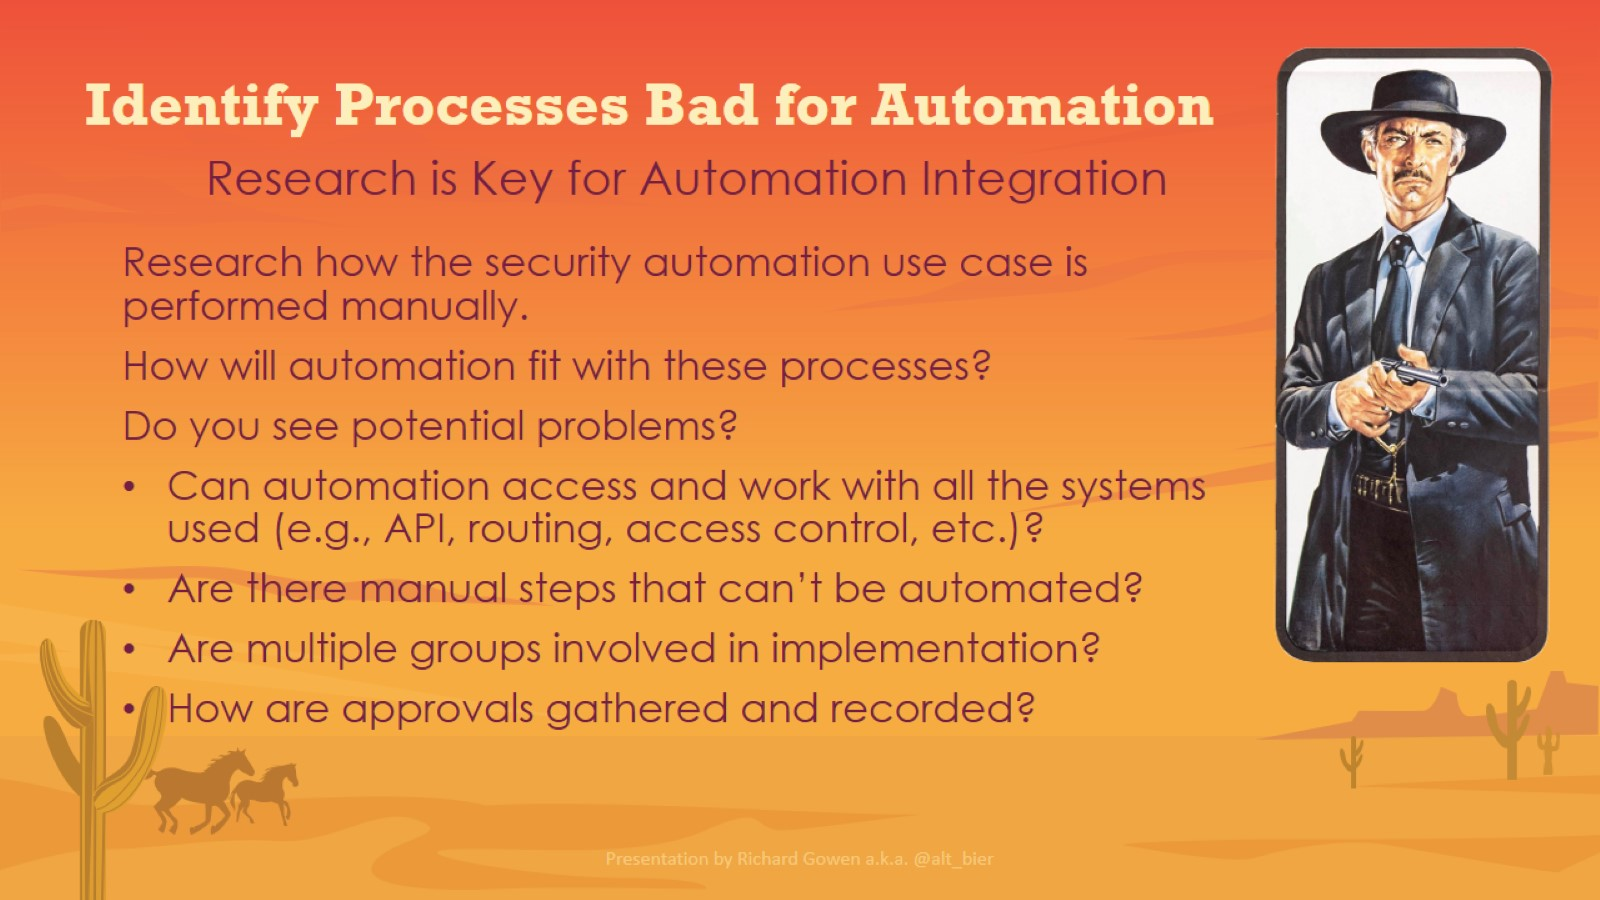 Identify Processes Bad for Automation
Research is Key for Automation Integration
Research how the security automation use case is
performed manually.
How will automation fit with these processes?
Do you see potential problems?
• Can automation access and work with all the systems
used (e.g., API, routing, access control, etc.)?
• Are there manual steps that can’t be automated?
• Are multiple groups involved in implementation?
• How are approvals gathered and recorded?
Presentation by Richard Gowen a.k.a. @alt_bier